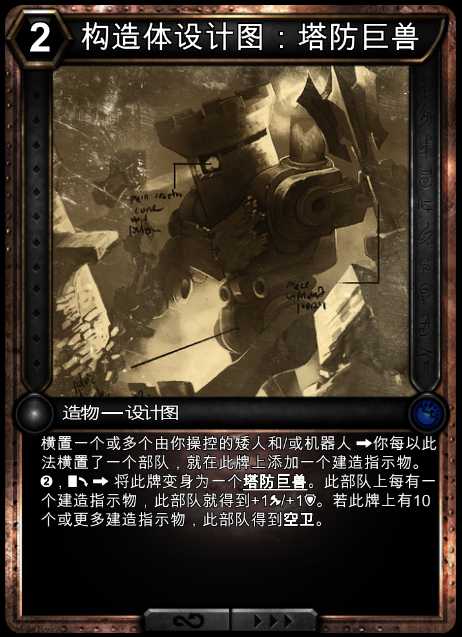 2
构造体设计图：塔防巨兽
造物—设计图
横置一个或多个由你操控的矮人和/或机器人 ➡你每以此
法横置了一个部队，就在此牌上添加一个建造指示物。
❷，➡ 将此牌变身为一个塔防巨兽。此部队上每有一
个建造指示物，此部队就得到+1/+1。若此牌上有10
个或更多建造指示物，此部队得到空卫。